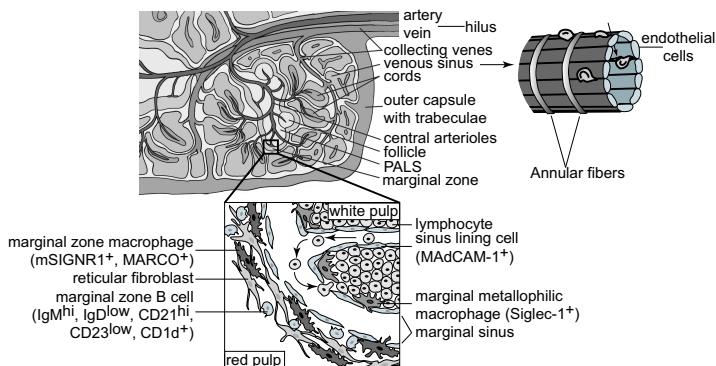 artery
vein
hilus
collecting venes
venous sinus
cords
outer capsule
with trabeculae
central arterioles
follicle
PALS
marginal zone
endothelial
cells
Annular fibers
white pulp
lymphocyte
sinus lining cell
(MAdCAM-1⁺)
marginal zone macrophage
(mSIGNR1⁺, MARCO⁺)
reticular fibroblast
marginal zone B cell
(IgMʰⁱ, IgDˡᵒʷ, CD21ʰⁱ,
CD23ˡᵒʷ, CD1d⁺)
marginal metallophilic
macrophage (Siglec-1⁺)
marginal sinus
red pulp